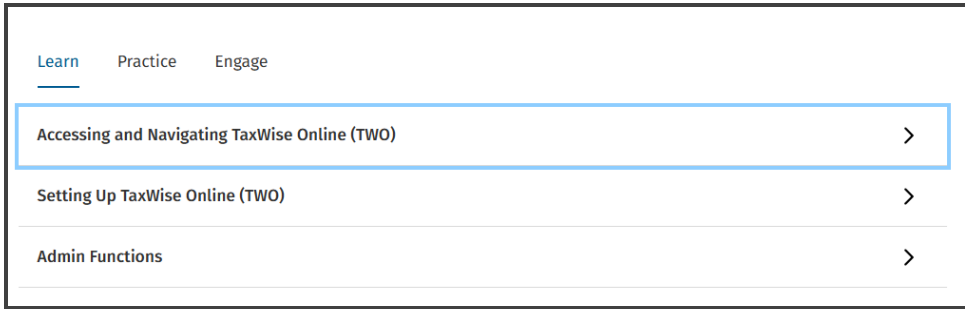 Learn Practice Engage
Accessing and Navigating TaxWise Online (TWO)
Setting Up TaxWise Online (TWO)
Admin Functions